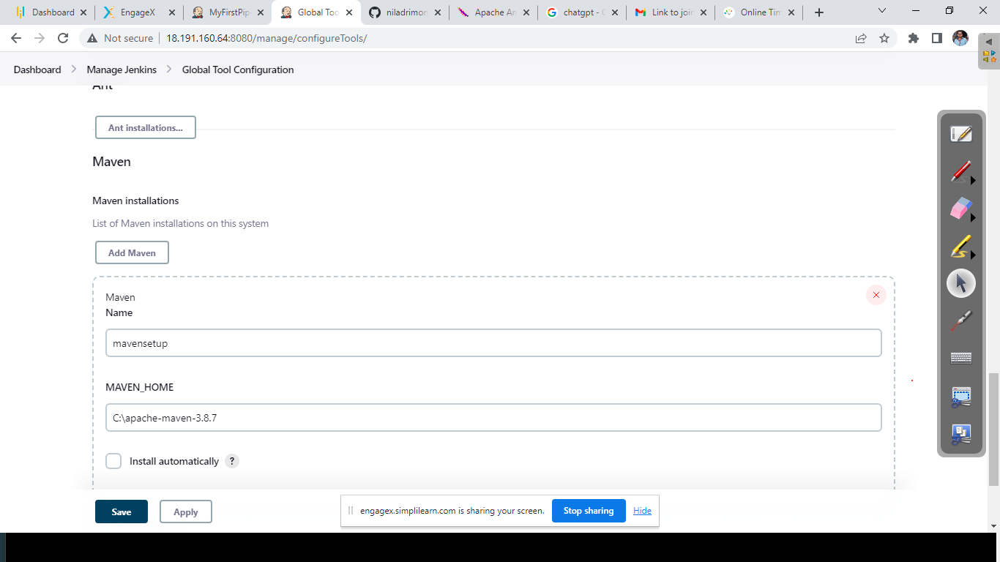 Dashboard
EngageX
MyFirstPip
Global Too
niladrimon
Apache An
chatgpt - G
Link to join
Online Tim
Not secure
18.191.160.64:8080/manage/configureTools/
Dashboard
Manage Jenkins
Global Tool Configuration
Ant
Ant installations...
Maven
Maven installations
List of Maven installations on this system
Add Maven
Maven
Name
mavensetup
MAVEN_HOME
C:\apache-maven-3.8.7
Install automatically ?
Save
Apply
engagex.simplilearn.com is sharing your screen.
Stop sharing
Hide